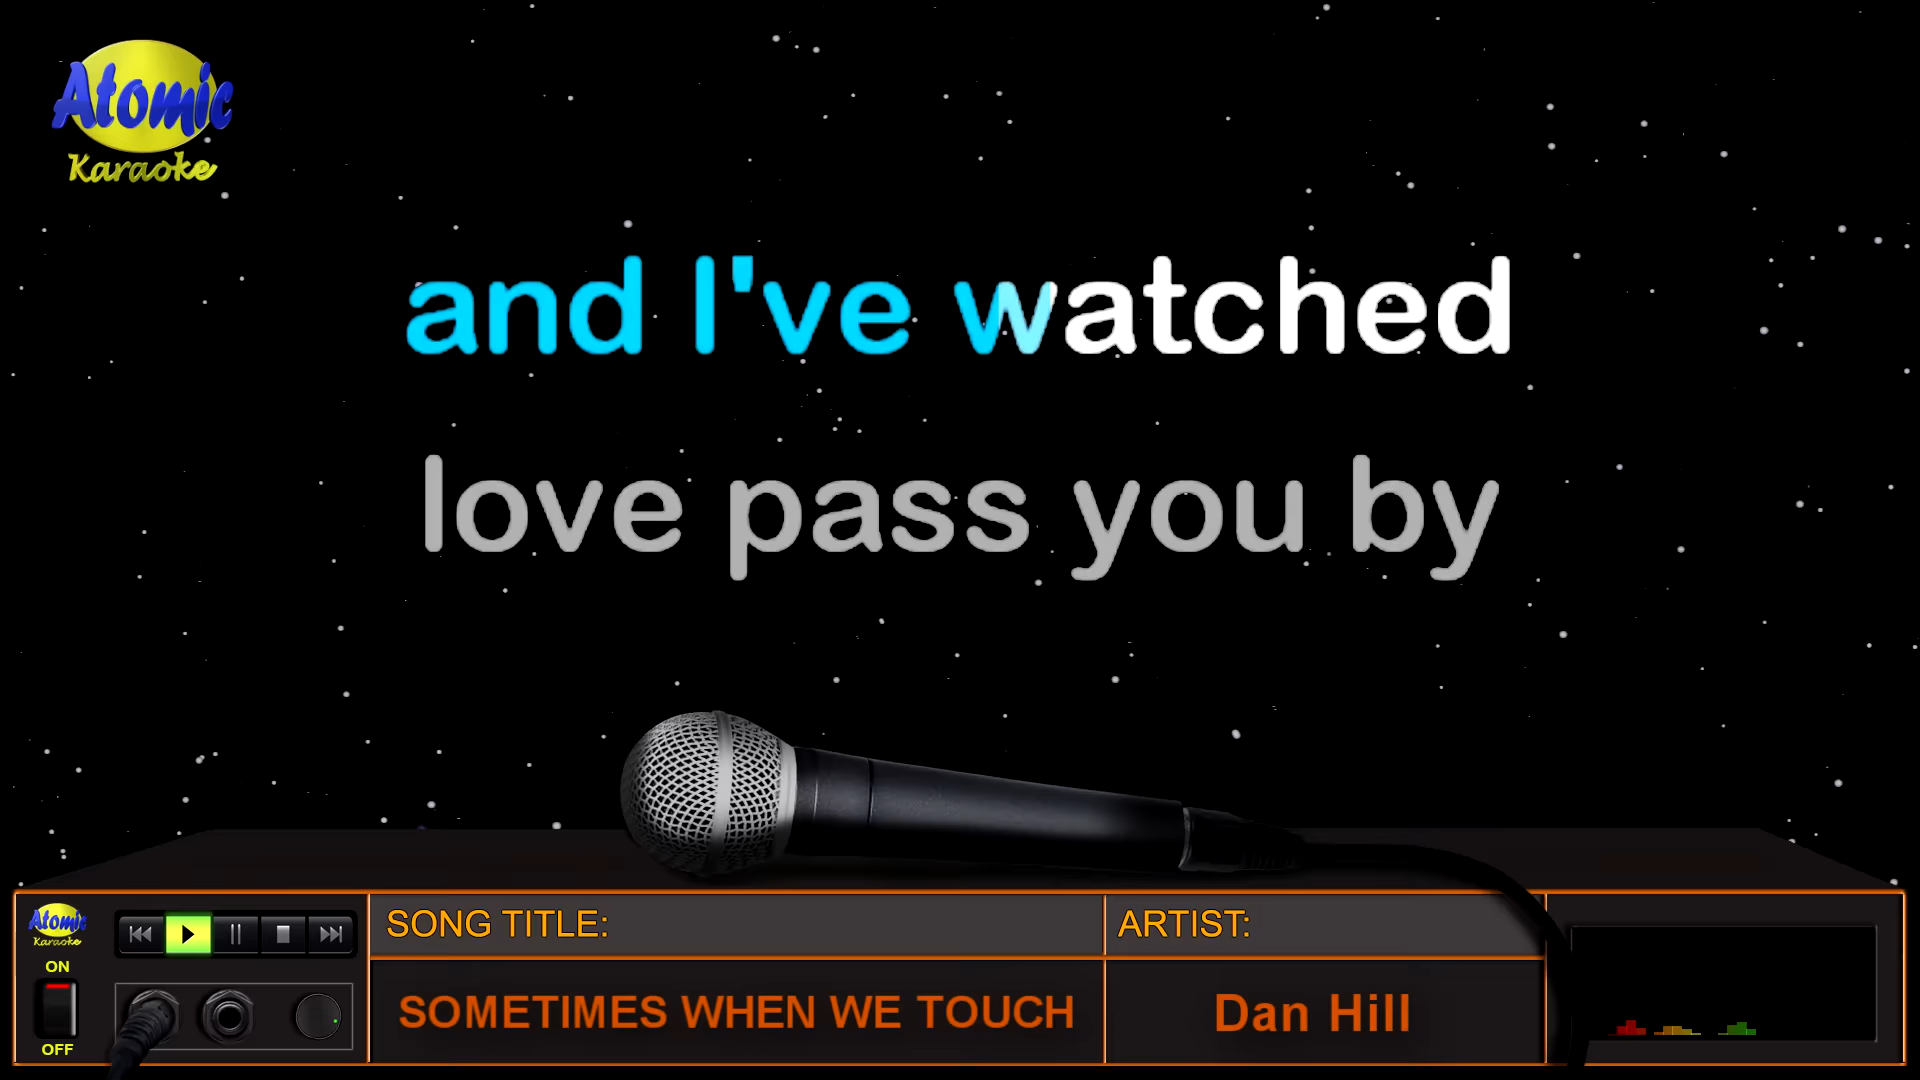 Atomic
Karaoke
and I've watched
love pass you by
Atomic
Karaoke
ON
OFF
SONG TITLE:
ARTIST:
SOMETIMES WHEN WE TOUCH
Dan Hill